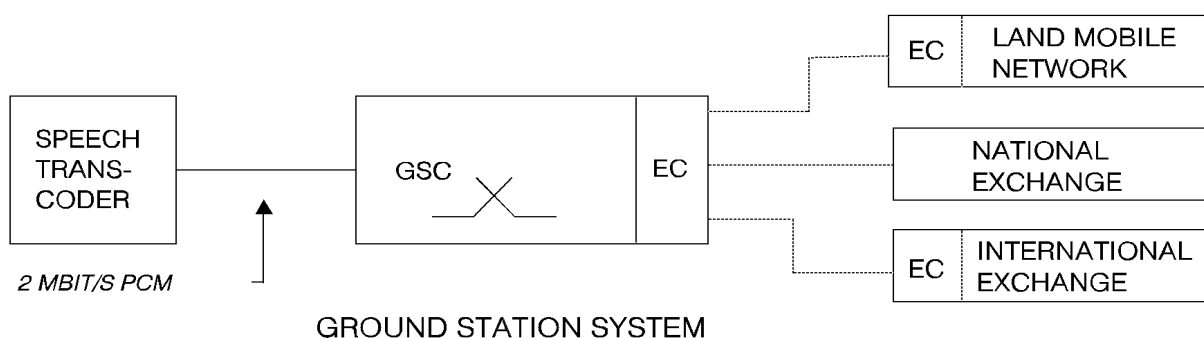 SPEECH
TRANS-
CODER
2 MBIT/S PCM
GSC
EC
EC
LAND MOBILE
NETWORK
NATIONAL
EXCHANGE
EC
INTERNATIONAL
EXCHANGE
GROUND STATION SYSTEM